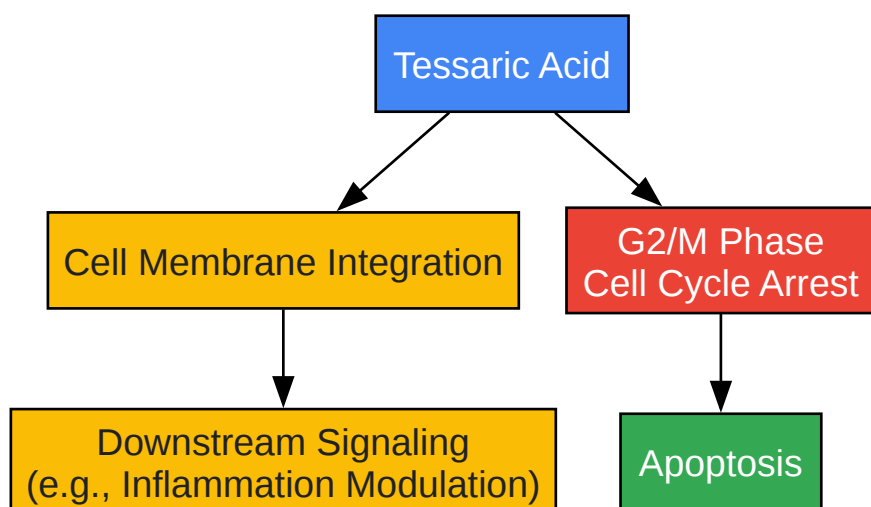 Tessaric Acid
Cell Membrane Integration
G2/M Phase
Cell Cycle Arrest
Downstream Signaling
(e.g., Inflammation Modulation)
Apoptosis